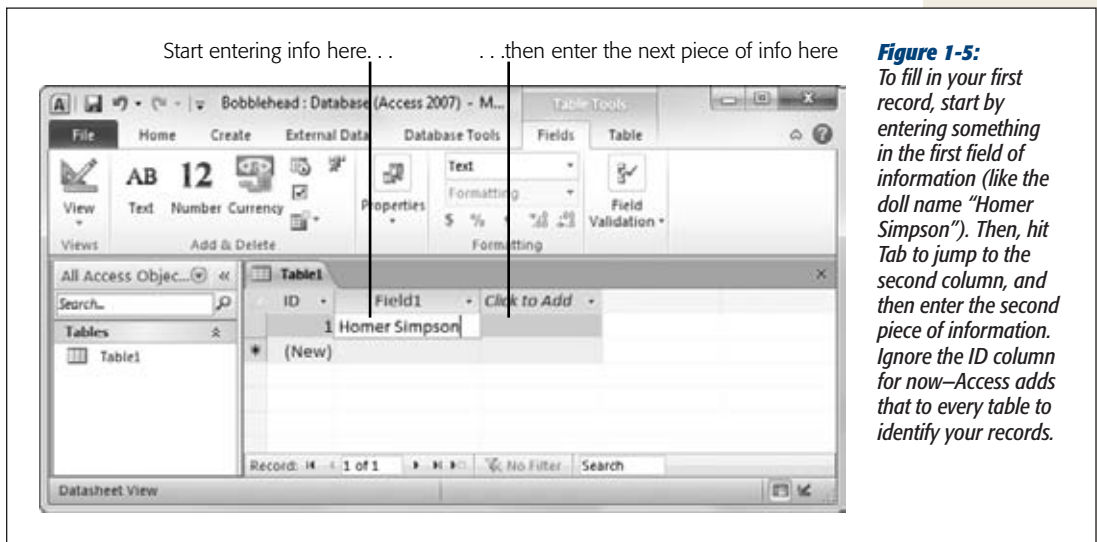 Start entering info here. . .
. . .then enter the next piece of info here
Figure 1-5:
To fill in your first
record, start by
entering something
in the first field of
information (like the
doll name “Homer
Simpson”). Then, hit
Tab to jump to the
second column, and
then enter the second
piece of information.
Ignore the ID column
for now—Access adds
that to every table to
identify your records.
Bobblehead : Database (Access 2007) - M...
Table Tools
File Home Create External Data Database Tools Fields Table
AB 12
Text
Formatting
View Text Number Currency Properties
$ %
Field
Validation
Views Add & Delete Formatting
All Access Objec... «
Table1
Search...
ID Field1 Click to Add
Tables
1 Homer Simpson
Table1
* (New)
Record: 1 of 1 No Filter Search
Datasheet View